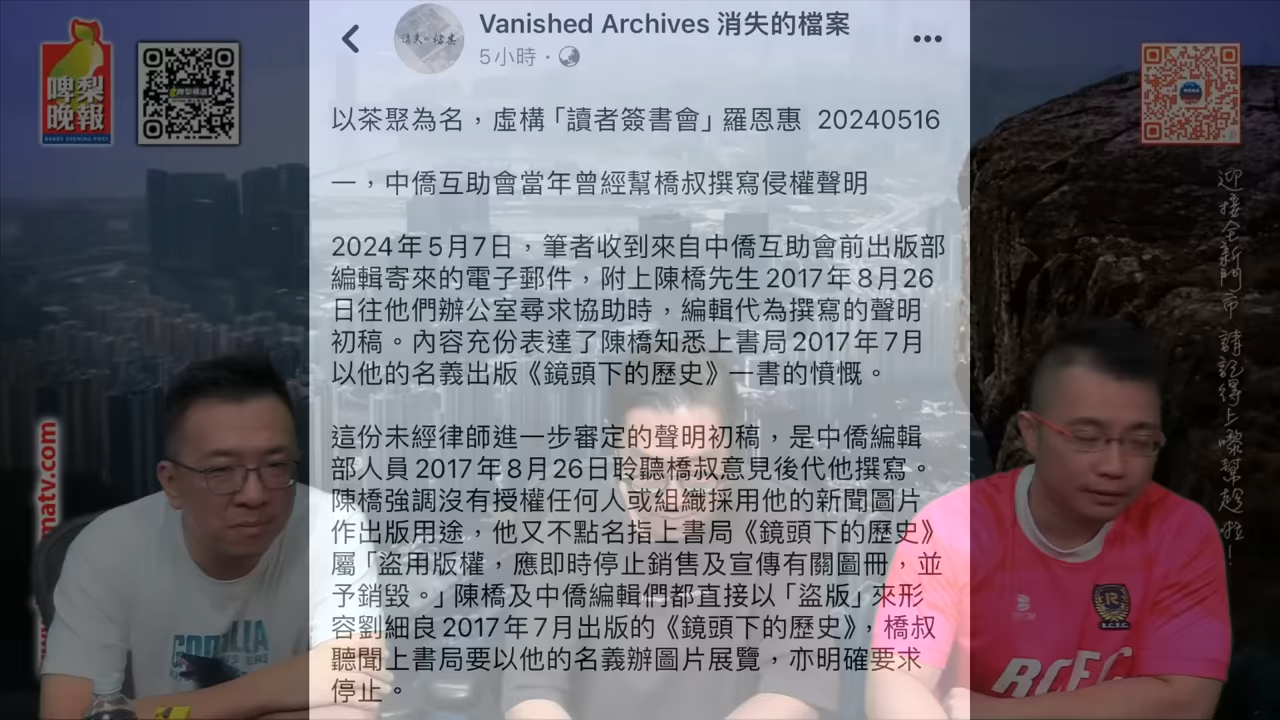 Vanished Archives 消失的檔案
5小時
消失的檔案
啤梨
晚報
BARRY EVENING POST
以茶聚為名，虛構「讀者簽書會」羅恩惠 20240516
一，中僑互助會當年曾經幫橋叔撰寫侵權聲明
2024年5月7日，筆者收到來自中僑互助會前出版部
編輯寄來的電子郵件，附上陳橋先生2017年8月26
日往他們辦公室尋求協助時，編輯代為撰寫的聲明
初稿。內容充份表達了陳橋知悉上書局2017年7月
以他的名義出版《鏡頭下的歷史》一書的憤慨。
這份未經律師進一步審定的聲明初稿，是中僑編輯
部人員2017年8月26日聆聽橋叔意見後代他撰寫。
陳橋強調沒有授權任何人或組織採用他的新聞圖片
作出版用途，他又不點名指上書局《鏡頭下的歷史》
屬「盜用版權，應即時停止銷售及宣傳有關圖冊，並
予銷毀。」陳橋及中僑編輯們都直接以「盜版」來形
容劉細良2017年7月出版的《鏡頭下的歷史》，橋叔
聽聞上書局要以他的名義辦圖片展覽，亦明確要求
停止。
迎接全新門市 請記得上嚟幫趁啦！
matv.com
R.C.F.C.
RCFC